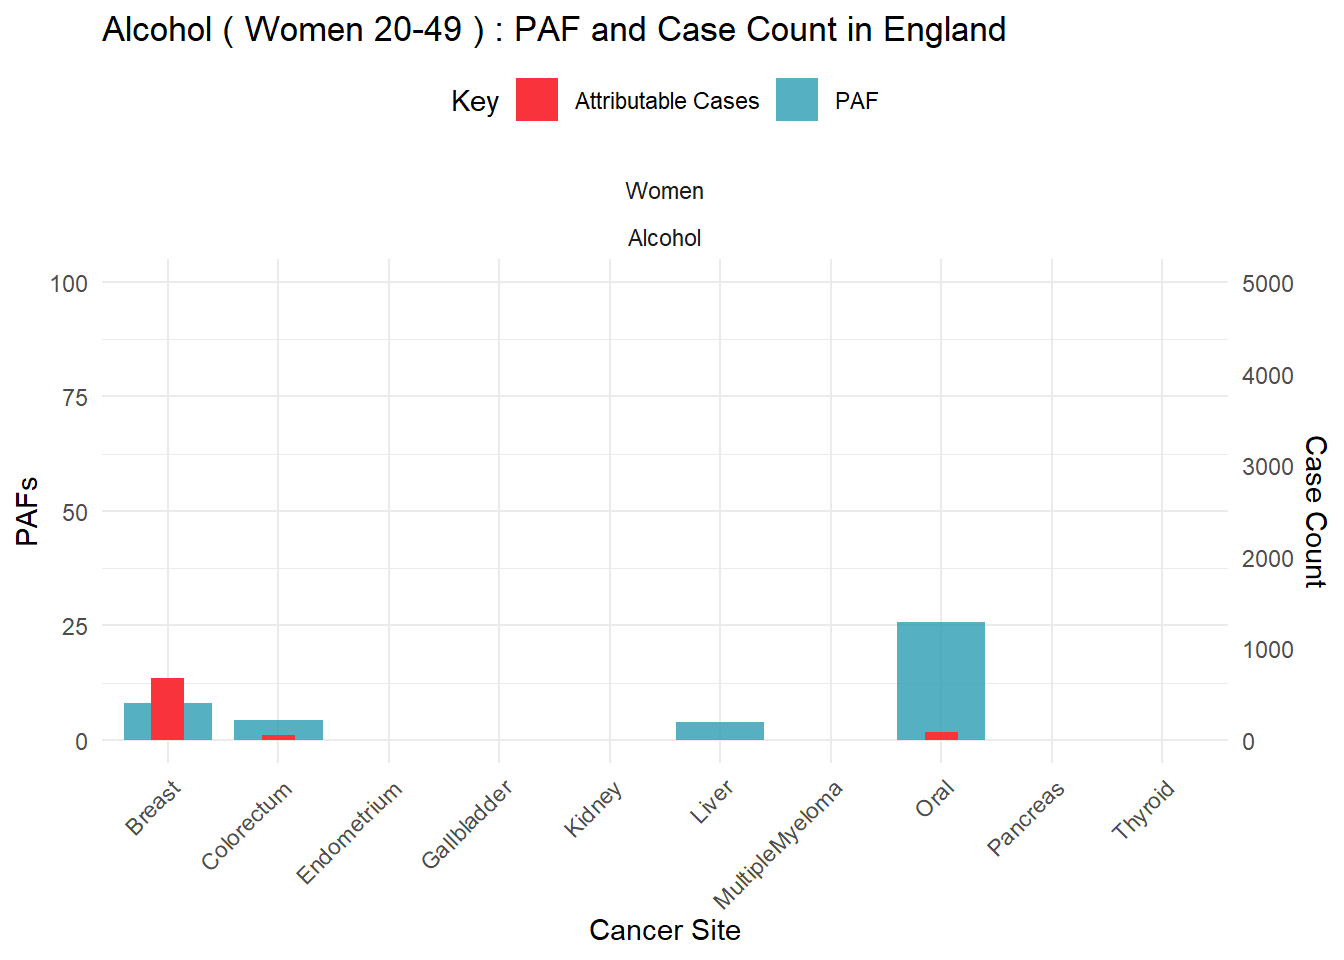 Alcohol ( Women 20-49 ) : PAF and Case Count in England
Key Attributable Cases PAF
Women
Alcohol
100
75
50
25
0
PAFs
5000
4000
3000
2000
1000
0
Case Count
Breast
Colorectum
Endometrium
Gallbladder
Kidney
Liver
MultipleMyeloma
Oral
Pancreas
Thyroid
Cancer Site